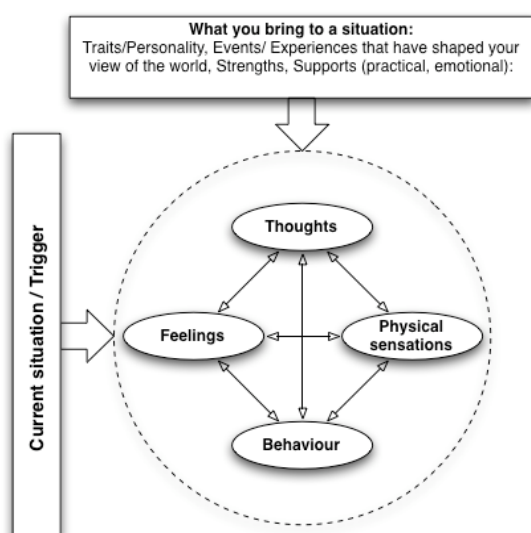 What you bring to a situation:
Traits/Personality, Events/ Experiences that have shaped your
view of the world, Strengths, Supports (practical, emotional):
Current situation / Trigger
Thoughts
Feelings
Physical
sensations
Behaviour